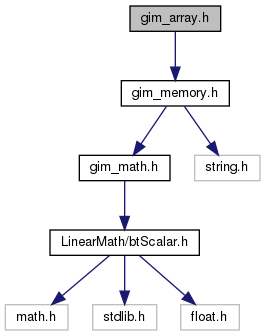 gim_array.h
gim_memory.h
gim_math.h
string.h
LinearMath/btScalar.h
math.h
stdlib.h
float.h